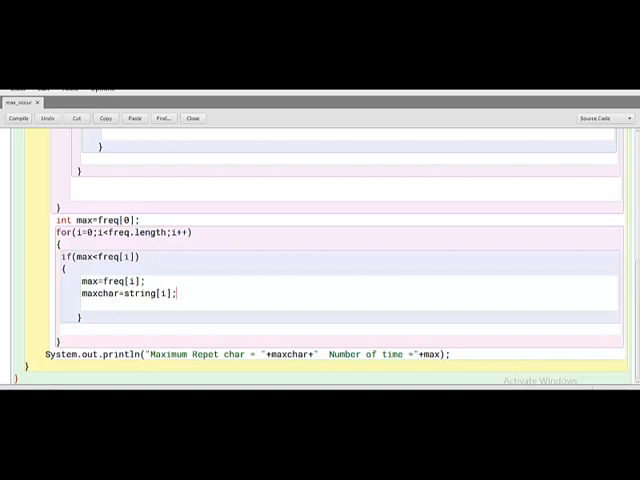 max_occur ×
Compile Undo Cut Copy Paste Find... Close Source Code
}
}
}
int max=freq[0];
for(i=0;i<freq.length;i++)
{
if(max<freq[i])
{
max=freq[i];
maxchar=string[i];
}
}
System.out.println("Maximum Repet char = "+maxchar+"  Number of time ="+max);
}
}
Activate Windows